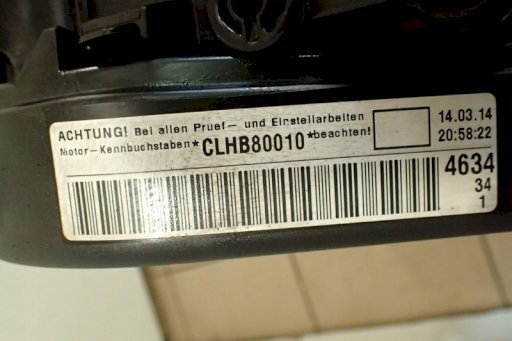 ACHTUNG! Bei allen Pruef- und Einstellarbeiten
Motor-Kennbuchstaben*CLHB80010*beachten!
14.03.14
20:58:22
4634
34
1